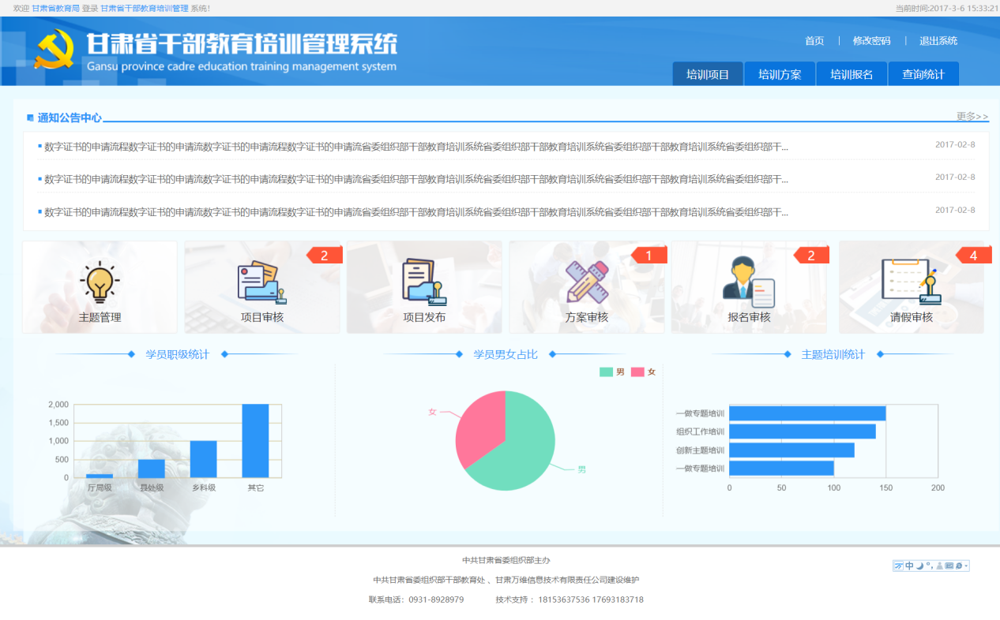 欢迎 甘肃省教育局 登录 甘肃省干部教育培训管理 系统！
当前时间:2017-3-6 15:33:21
甘肃省干部教育培训管理系统
Gansu province cadre education training management system
首页 | 修改密码 | 退出系统
培训项目 培训方案 培训报名 查询统计
通知公告中心
更多>>
数字证书的申请流程数字证书的申请流数字证书的申请流程数字证书的申请流省委组织部干部教育培训系统省委组织部干部教育培训系统省委组织部干部教育培训系统省委组织部干... 2017-02-8
数字证书的申请流程数字证书的申请流数字证书的申请流程数字证书的申请流省委组织部干部教育培训系统省委组织部干部教育培训系统省委组织部干部教育培训系统省委组织部干... 2017-02-8
数字证书的申请流程数字证书的申请流数字证书的申请流程数字证书的申请流省委组织部干部教育培训系统省委组织部干部教育培训系统省委组织部干部教育培训系统省委组织部干... 2017-02-8
2 1 2 4
主题管理 项目审核 项目发布 方案审核 报名审核 请假审核
学员职级统计
2,000
1,500
1,000
500
0
厅局级 县处级 乡科级 其它
学员男女占比
男 女
女
男
主题培训统计
一做专题培训
组织工作培训
创新主题培训
一做专题培训
0 50 100 150 200
中共甘肃省委组织部主办
中共甘肃省委组织部干部教育处 、甘肃万维信息技术有限责任公司建设维护
联系电话：0931-8928979 技术支持 ：18153637536 17693183718
中